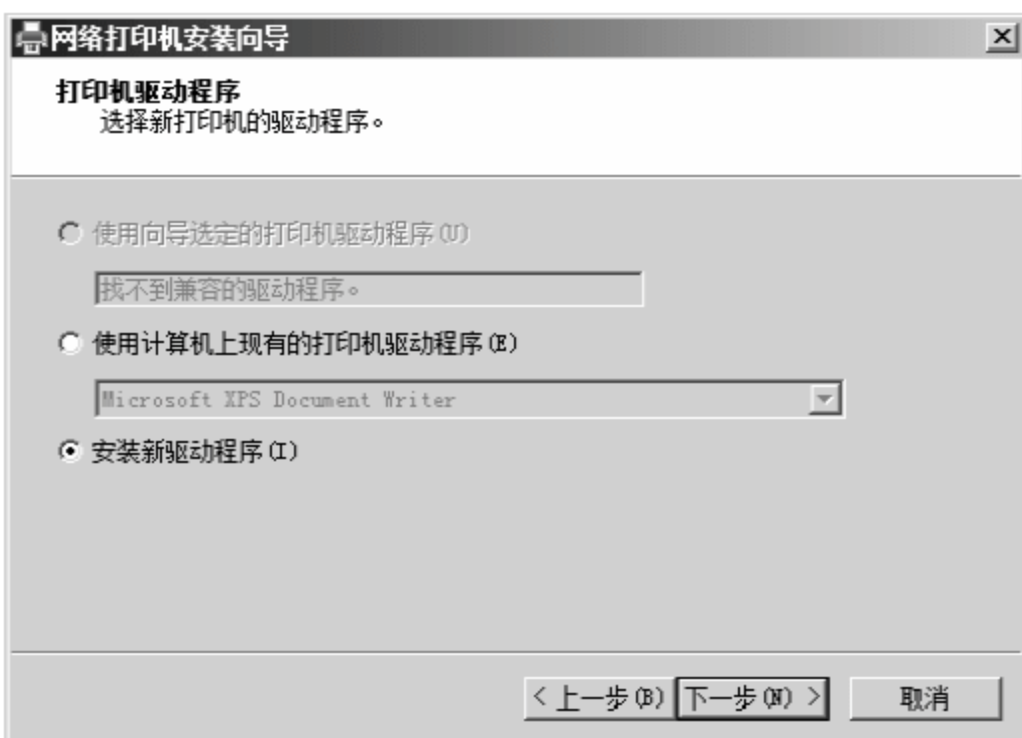 网络打印机安装向导
打印机驱动程序
选择新打印机的驱动程序。
使用向导选定的打印机驱动程序(U)
找不到兼容的驱动程序。
使用计算机上现有的打印机驱动程序(E)
Microsoft XPS Document Writer
安装新驱动程序(I)
< 上一步(B) 下一步(N) > 取消